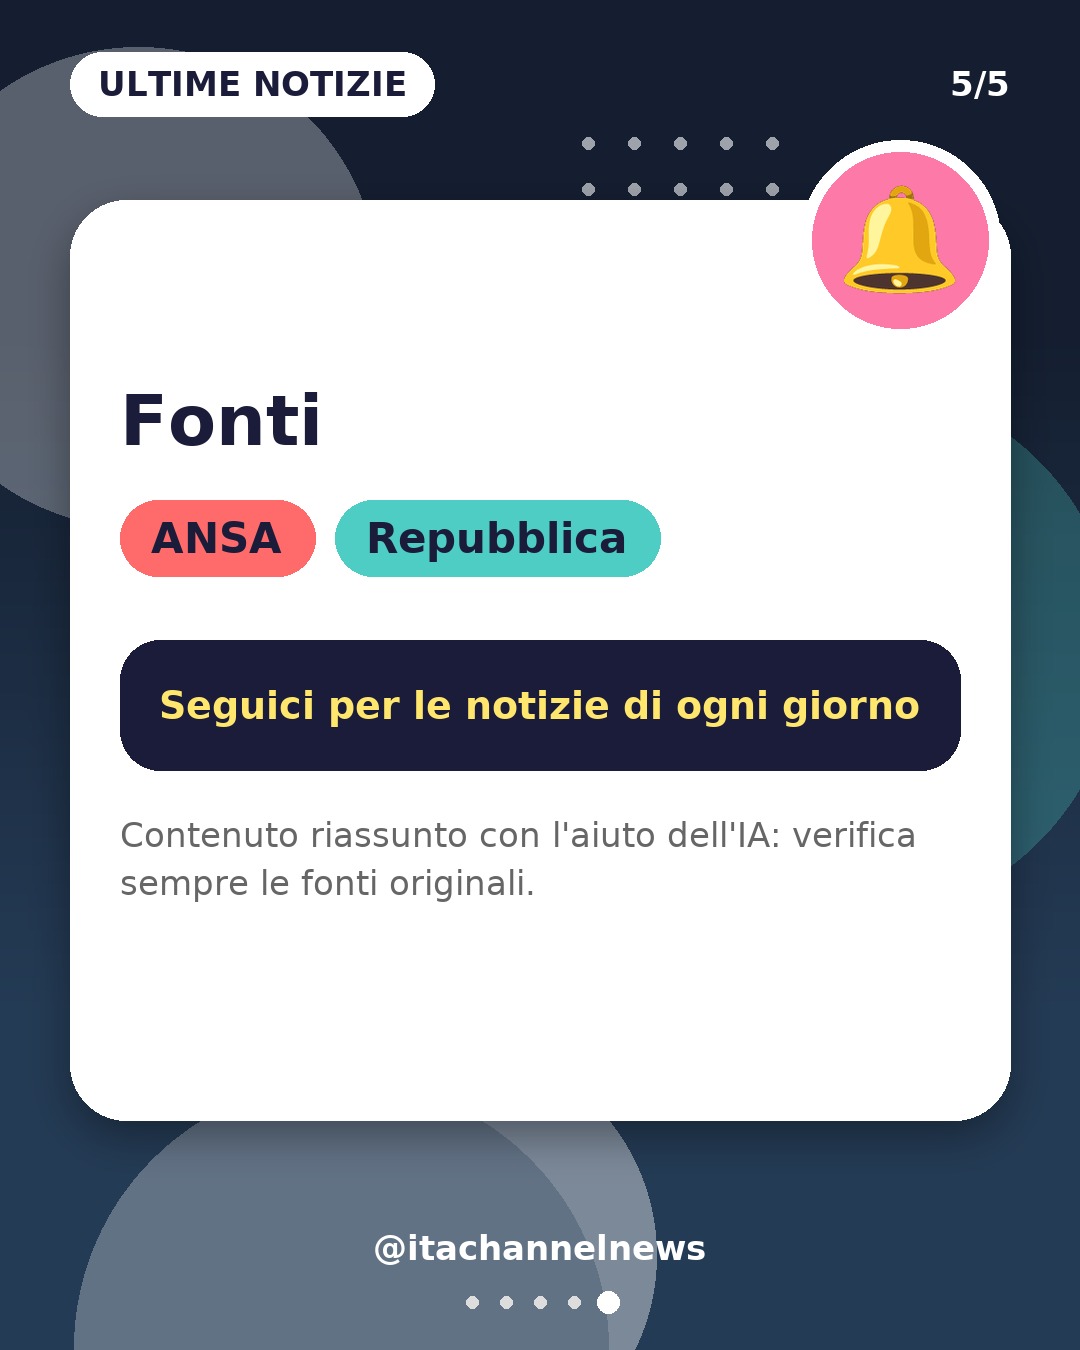 ULTIME NOTIZIE
5/5
Fonti
ANSA
Repubblica
Seguici per le notizie di ogni giorno
Contenuto riassunto con l'aiuto dell'IA: verifica
sempre le fonti originali.
@itachannelnews